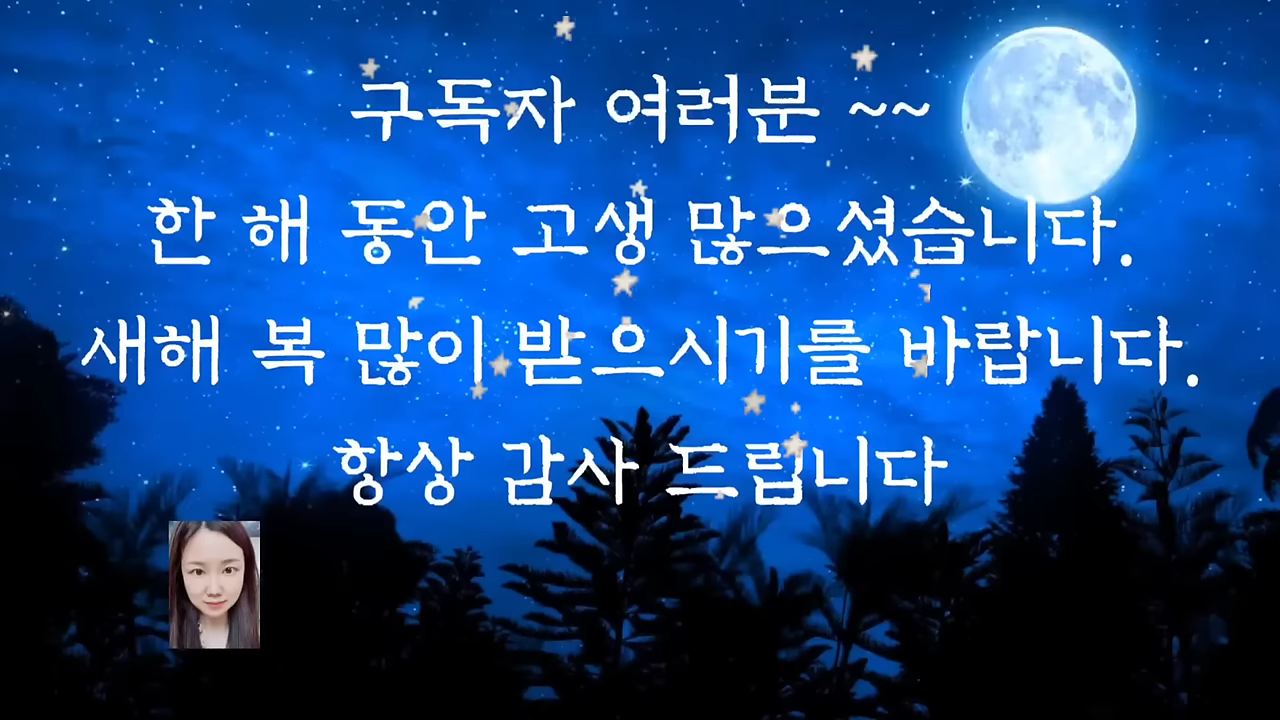 구독자 여러분 ~~
한 해 동안 고생 많으셨습니다.
새해 복 많이 받으시기를 바랍니다.
항상 감사 드립니다